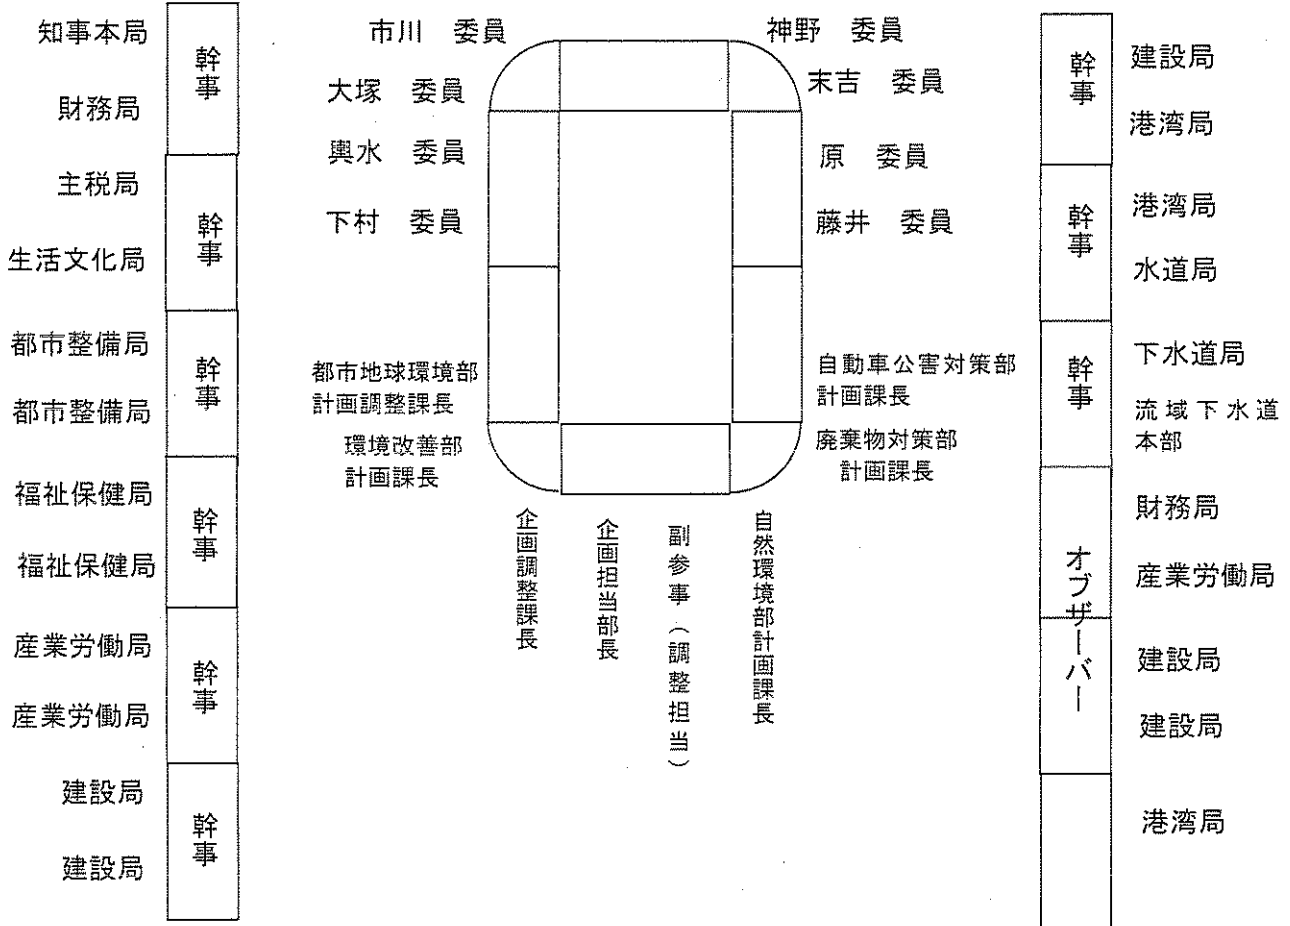 知事本局
財務局
主税局
生活文化局
都市整備局
都市整備局
福祉保健局
福祉保健局
産業労働局
産業労働局
建設局
建設局
幹事
幹事
幹事
幹事
幹事
幹事
市川 委員
大塚 委員
輿水 委員
下村 委員
都市地球環境部
計画調整課長
環境改善部
計画課長
神野 委員
末吉 委員
原 委員
藤井 委員
自動車公害対策部
計画課長
廃棄物対策部
計画課長
企画調整課長
企画担当部長
副参事(調整担当)
自然環境部計画課長
幹事
幹事
幹事
オブザーバー
建設局
港湾局
港湾局
水道局
下水道局
流域下水道
本部
財務局
産業労働局
建設局
建設局
港湾局